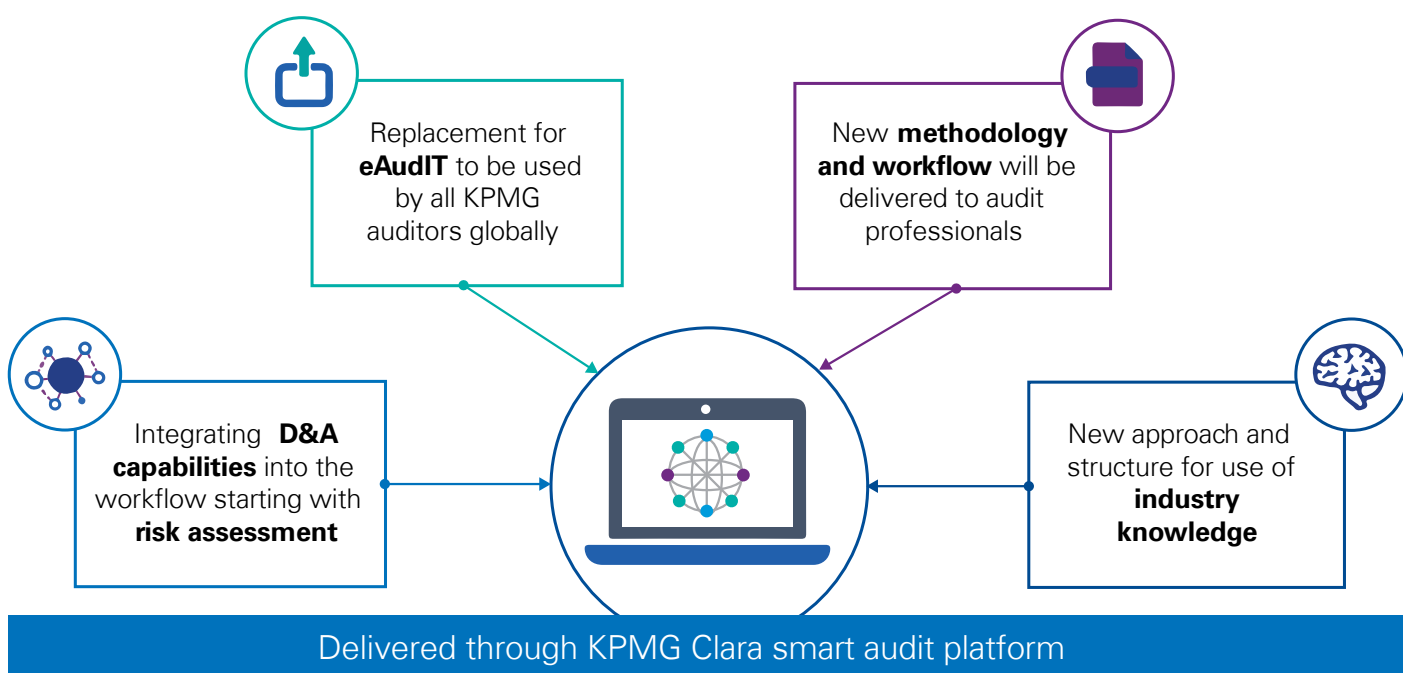 Replacement for
eAudIT to be used
by all KPMG
auditors globally
New methodology
and workflow will be
delivered to audit
professionals
Integrating D&A
capabilities into the
workflow starting with
risk assessment
New approach and
structure for use of
industry
knowledge
Delivered through KPMG Clara smart audit platform